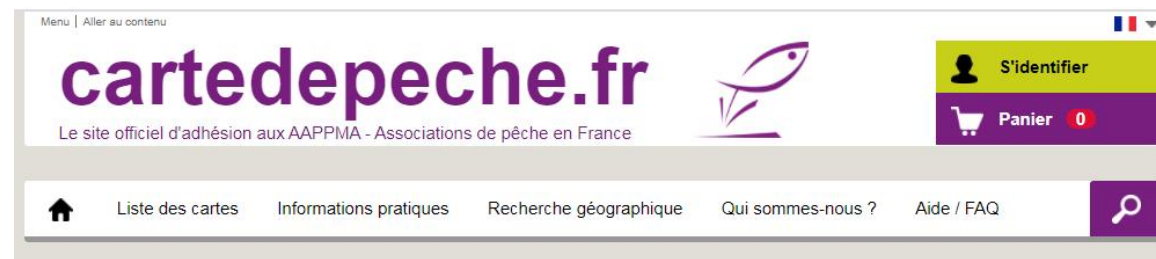 Menu | Aller au contenu
cartedepeche.fr
Le site officiel d'adhésion aux AAPPMA - Associations de pêche en France
S'identifier
Panier 0
Liste des cartes Informations pratiques Recherche géographique Qui sommes-nous ? Aide / FAQ